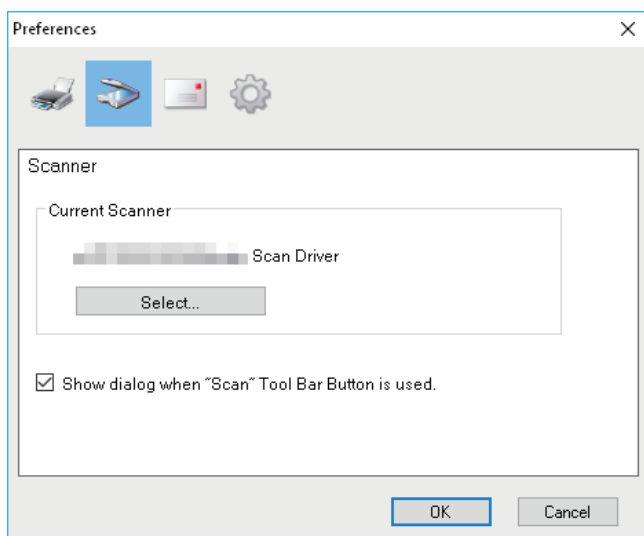 Preferences
Scanner
Current Scanner
Scan Driver
Select...
Show dialog when "Scan" Tool Bar Button is used.
OK
Cancel